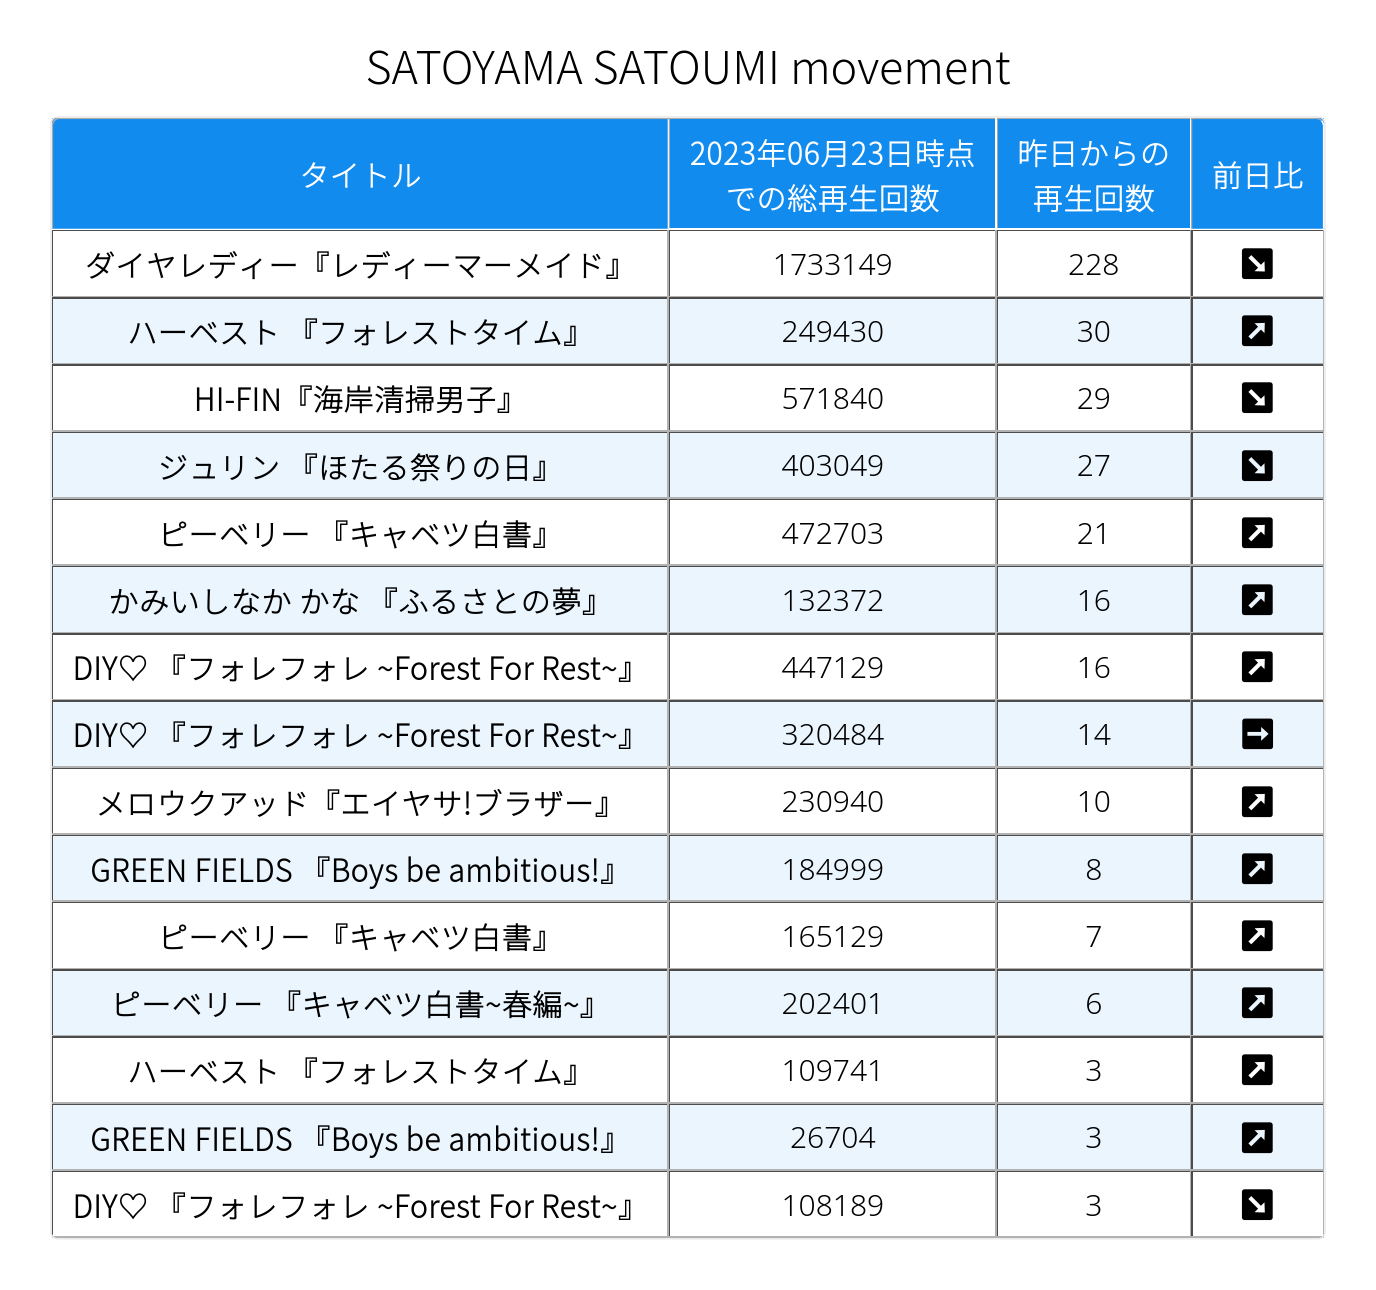 SATOYAMA SATOUMI movement
タイトル 2023年06月23日時点での総再生回数 昨日からの再生回数 前日比
ダイヤレディー『レディーマーメイド』 1733149 228 ↘
ハーベスト 『フォレストタイム』 249430 30 ↗
HI-FIN『海岸清掃男子』 571840 29 ↘
ジュリン 『ほたる祭りの日』 403049 27 ↘
ピーベリー 『キャベツ白書』 472703 21 ↗
かみいしなか かな 『ふるさとの夢』 132372 16 ↗
DIY♡ 『フォレフォレ ~Forest For Rest~』 447129 16 ↗
DIY♡ 『フォレフォレ ~Forest For Rest~』 320484 14 →
メロウクアッド『エイヤサ!ブラザー』 230940 10 ↗
GREEN FIELDS 『Boys be ambitious!』 184999 8 ↗
ピーベリー 『キャベツ白書』 165129 7 ↗
ピーベリー 『キャベツ白書~春編~』 202401 6 ↗
ハーベスト 『フォレストタイム』 109741 3 ↗
GREEN FIELDS 『Boys be ambitious!』 26704 3 ↗
DIY♡ 『フォレフォレ ~Forest For Rest~』 108189 3 ↘